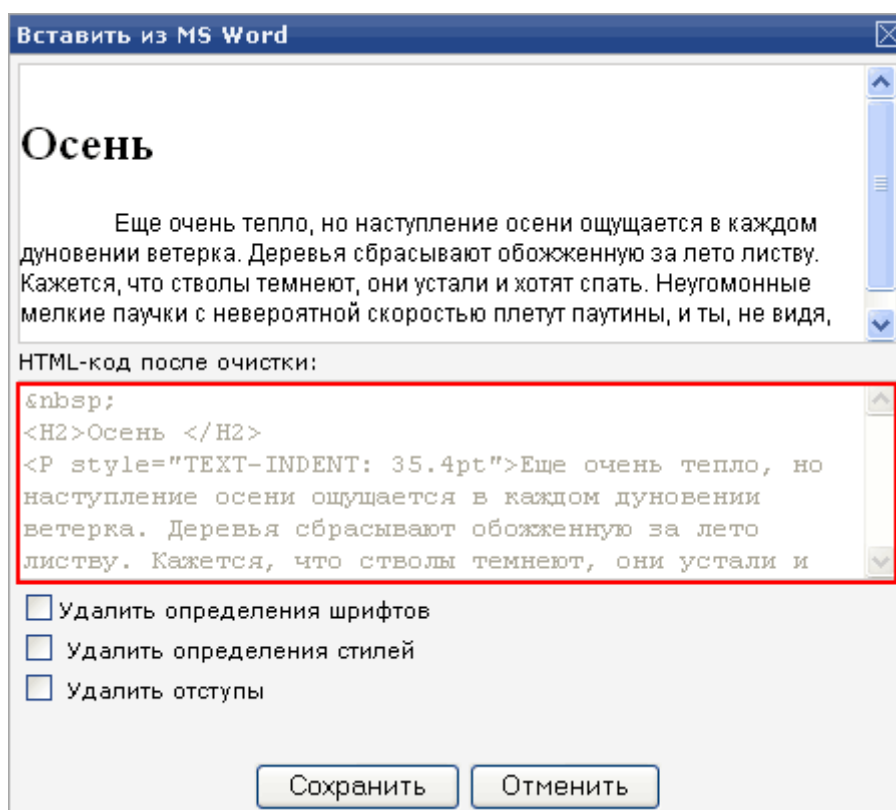 Вставить из MS Word
Осень
Еще очень тепло, но наступление осени ощущается в каждом
дуновении ветерка. Деревья сбрасывают обожженную за лето листву.
Кажется, что стволы темнеют, они устали и хотят спать. Неугомонные
мелкие паучки с невероятной скоростью плетут паутины, и ты, не видя,
HTML-код после очистки:
&nbsp;
<H2>Осень </H2>
<P style="TEXT-INDENT: 35.4pt">Еще очень тепло, но
наступление осени ощущается в каждом дуновении
ветерка. Деревья сбрасывают обожженную за лето
листву. Кажется, что стволы темнеют, они устали и
Удалить определения шрифтов
Удалить определения стилей
Удалить отступы
Сохранить Отменить